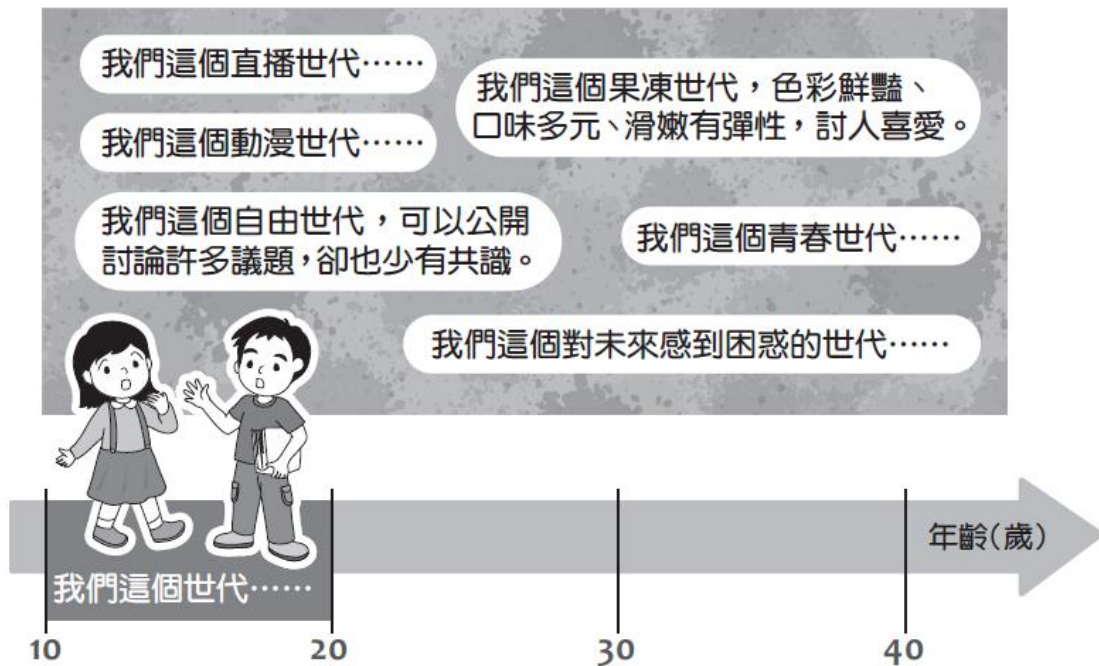 我們這個直播世代……
我們這個果凍世代，色彩鮮豔、
口味多元、滑嫩有彈性，討人喜愛。
我們這個動漫世代……
我們這個自由世代，可以公開
討論許多議題，卻也少有共識。
我們這個青春世代……
我們這個對未來感到困惑的世代……
年齡(歲)
我們這個世代……
10
20
30
40